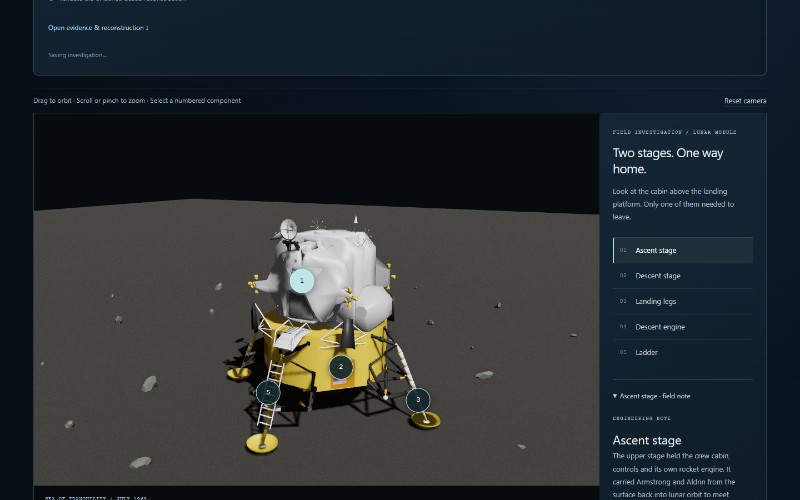 Open evidence & reconstruction ↓
Saving investigation...
Drag to orbit · Scroll or pinch to zoom · Select a numbered component
Reset camera
FIELD INVESTIGATION / LUNAR MODULE
Two stages. One way
home.
Look at the cabin above the landing
platform. Only one of them needed to
leave.
01 Ascent stage
02 Descent stage
03 Landing legs
04 Descent engine
05 Ladder
▼ Ascent stage · field note
ENGINEERING NOTE
Ascent stage
The upper stage held the crew cabin,
controls and its own rocket engine. It
carried Armstrong and Aldrin from the
surface back into lunar orbit to meet
1
2
5
3
SEA OF TRANQUILITY / JULY 1969